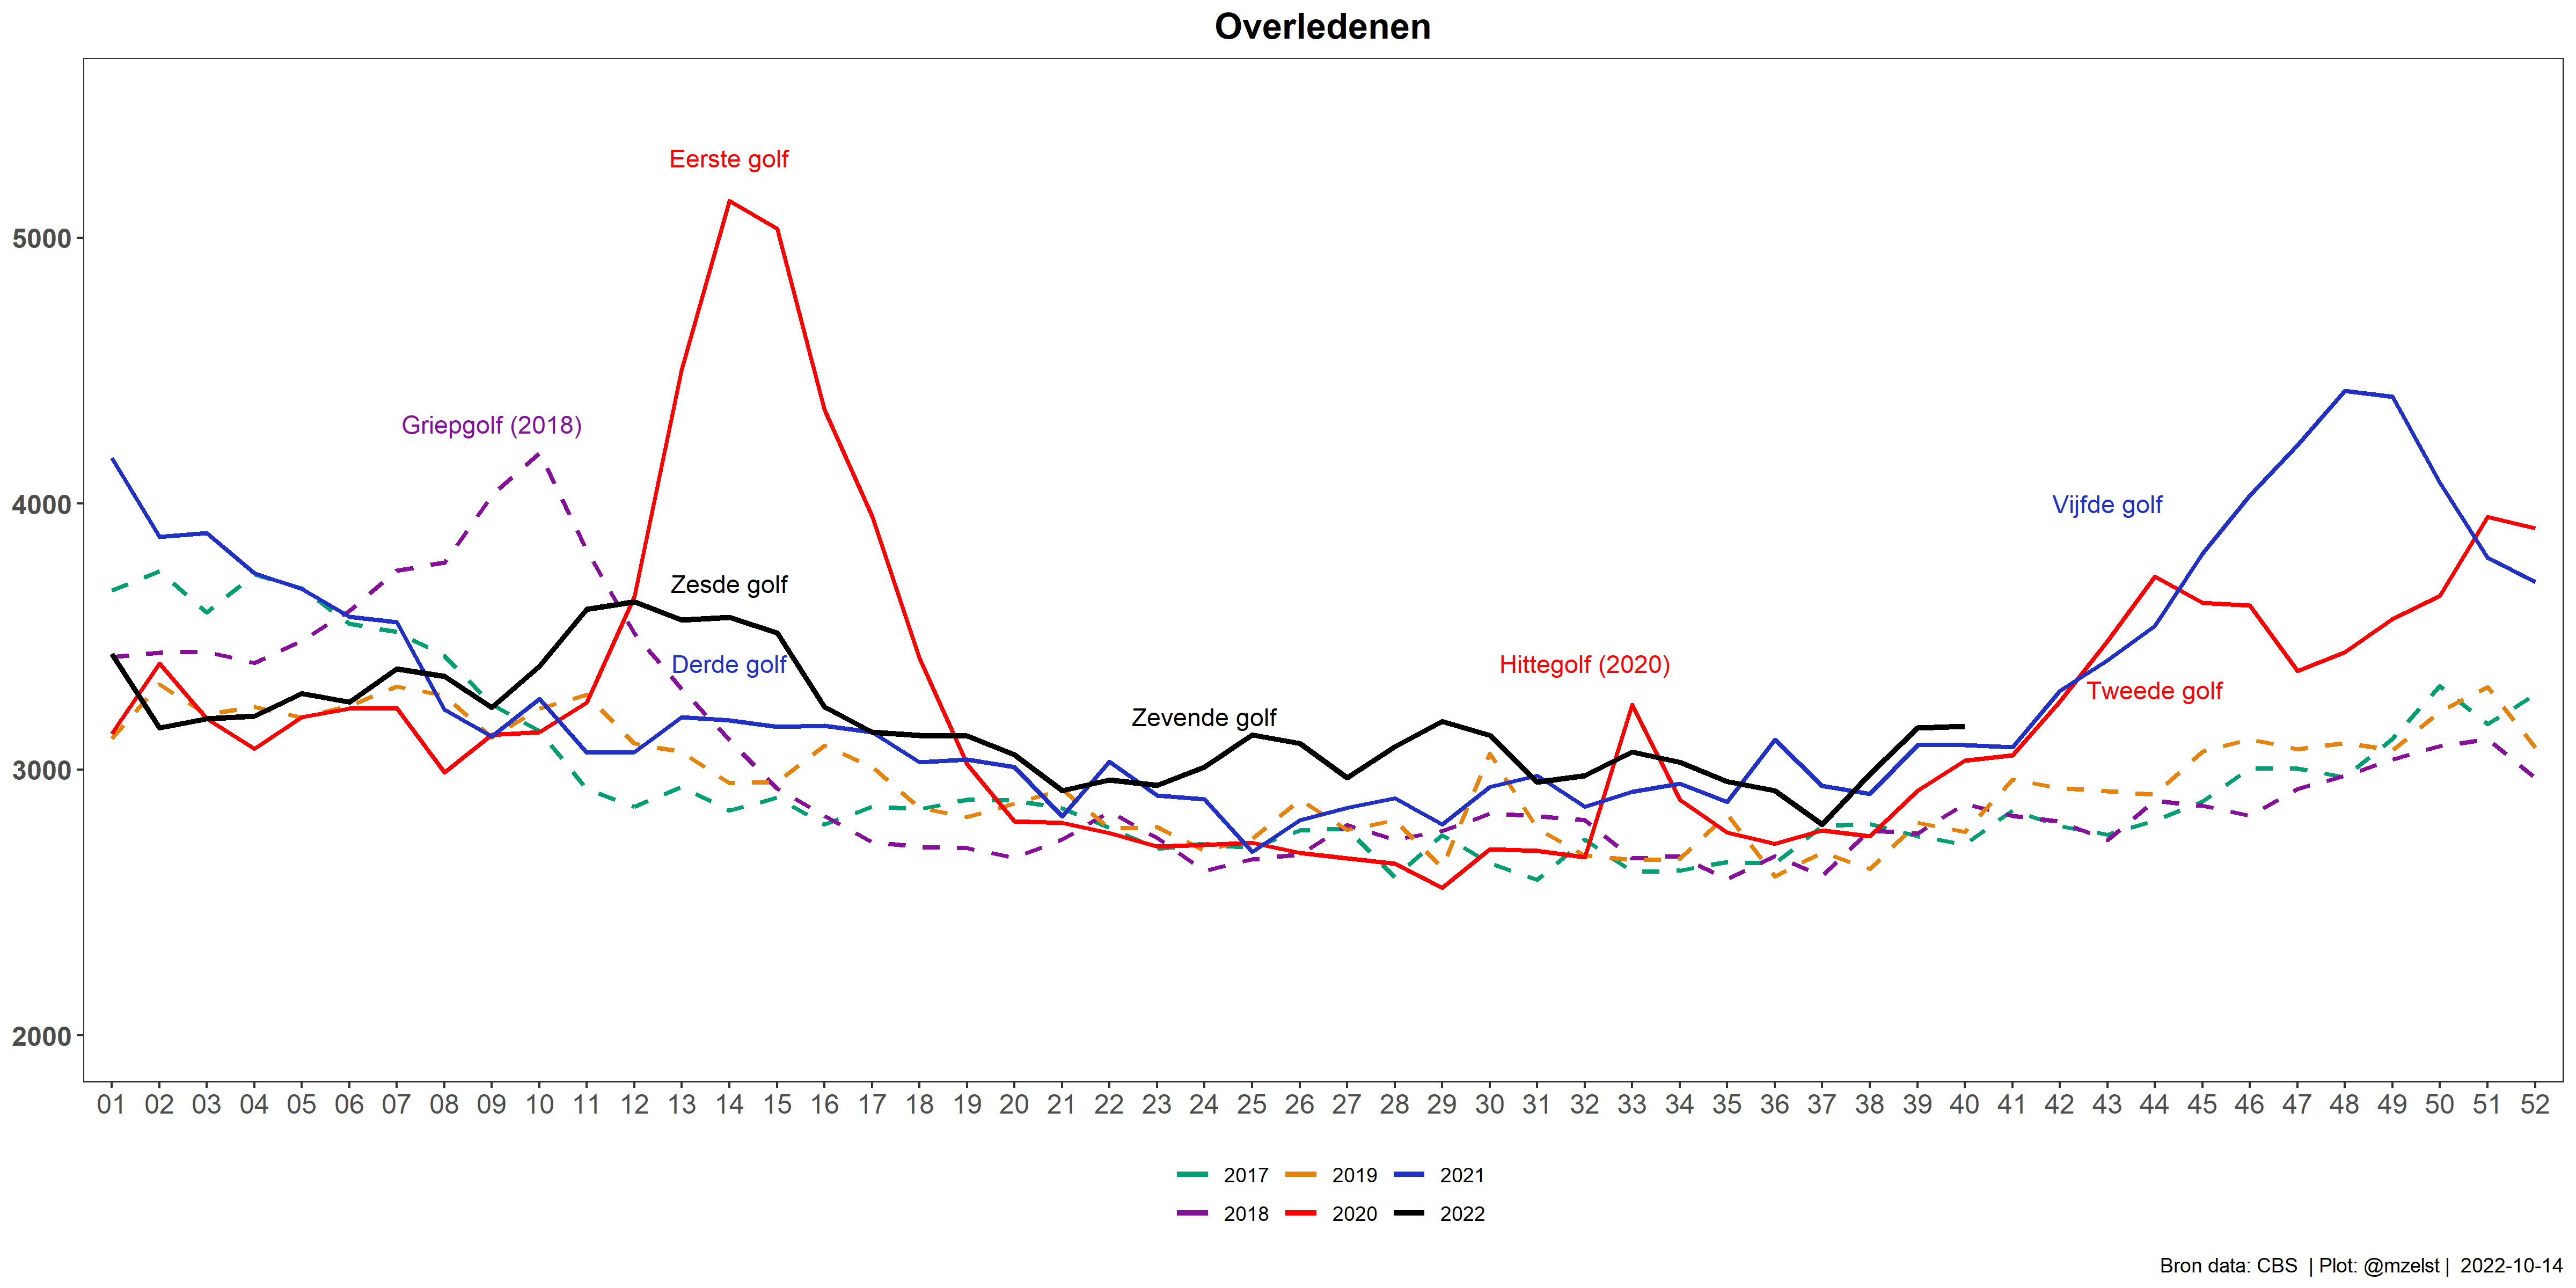 Overledenen
Eerste golf
5000
Griepgolf (2018)
4000
Vijfde golf
Zesde golf
Derde golf
Hittegolf (2020)
Tweede golf
Zevende golf
3000
2000
01 02 03 04 05 06 07 08 09 10 11 12 13 14 15 16 17 18 19 20 21 22 23 24 25 26 27 28 29 30 31 32 33 34 35 36 37 38 39 40 41 42 43 44 45 46 47 48 49 50 51 52
2017 2019 2021
2018 2020 2022
Bron data: CBS | Plot: @mzelst | 2022-10-14